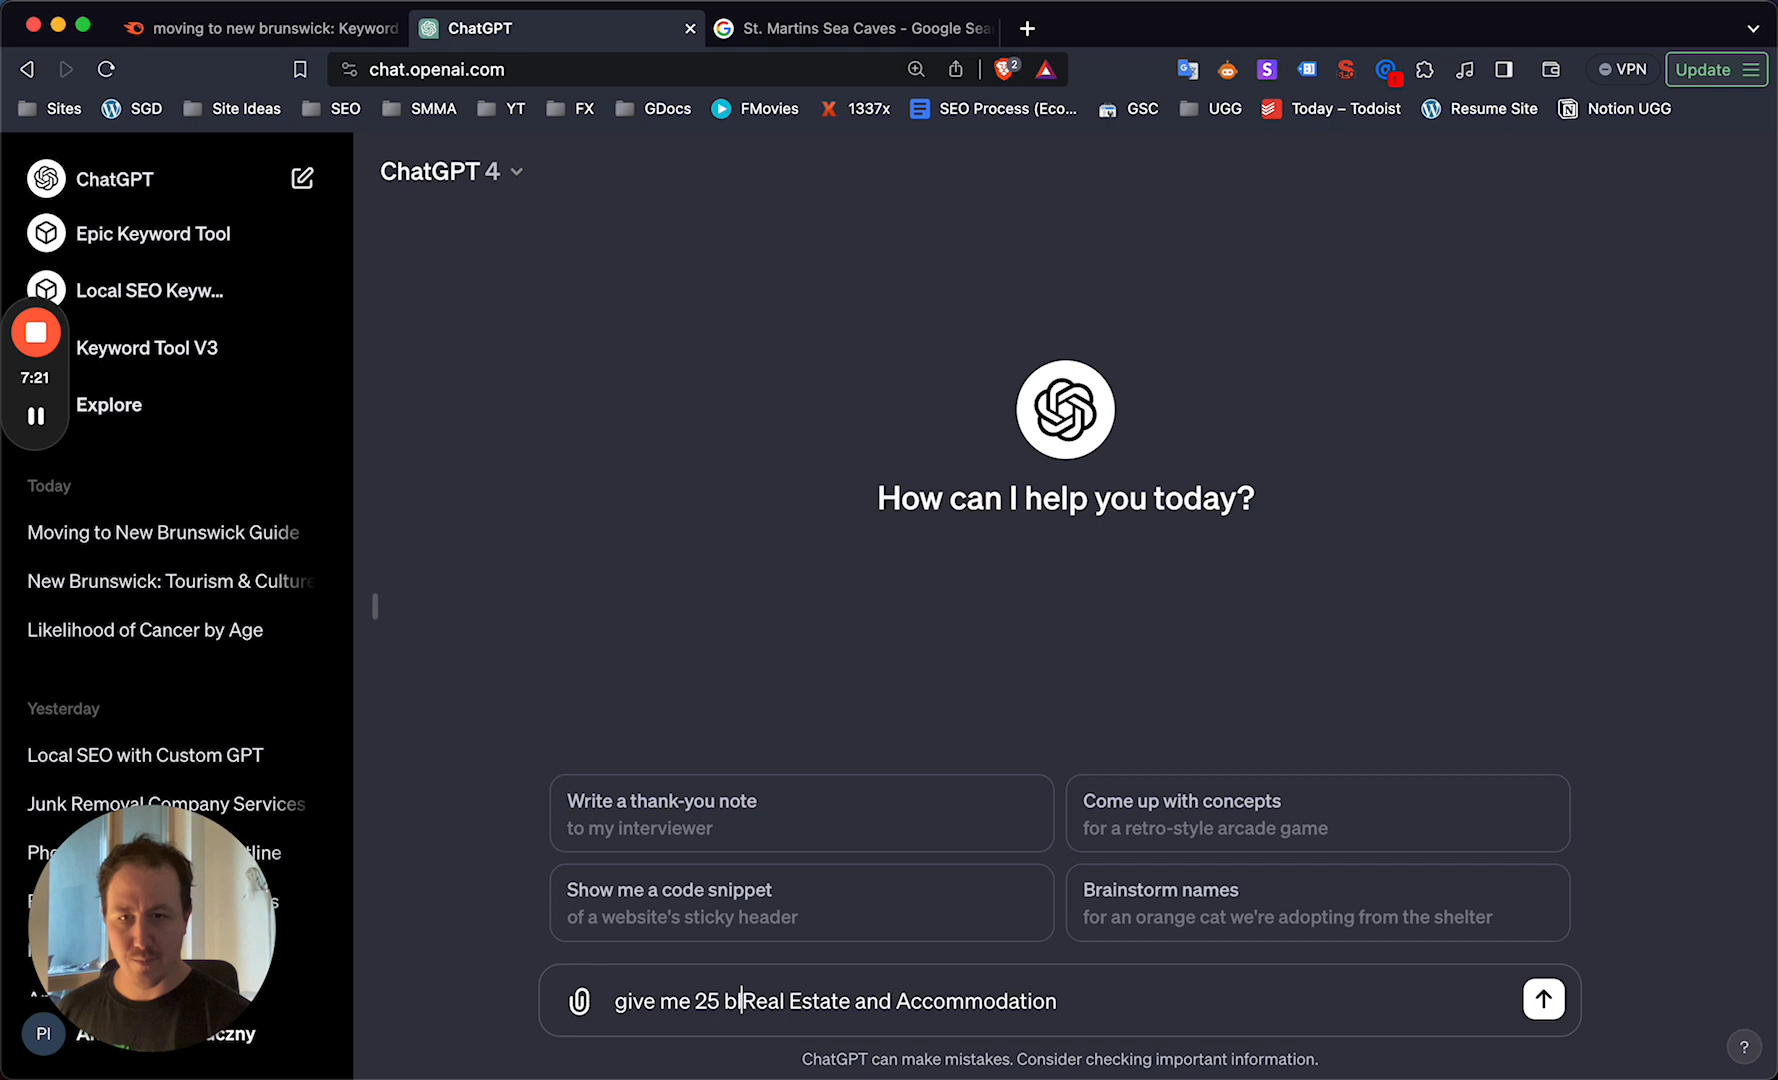 moving to new brunswick: Keyword
ChatGPT
St. Martins Sea Caves - Google Sea
chat.openai.com
2
1
VPN
Update
Sites
SGD
Site Ideas
SEO
SMMA
YT
FX
GDocs
FMovies
1337x
SEO Process (Eco...
GSC
UGG
Today – Todoist
Resume Site
Notion UGG
ChatGPT
Epic Keyword Tool
Local SEO Keyw...
Keyword Tool V3
Explore
7:21
Today
Moving to New Brunswick Guide
New Brunswick: Tourism & Culture
Likelihood of Cancer by Age
Yesterday
Local SEO with Custom GPT
Junk Removal Company Services
PI
ChatGPT 4
How can I help you today?
Write a thank-you note
to my interviewer
Come up with concepts
for a retro-style arcade game
Show me a code snippet
of a website's sticky header
Brainstorm names
for an orange cat we're adopting from the shelter
give me 25 blReal Estate and Accommodation
ChatGPT can make mistakes. Consider checking important information.
?